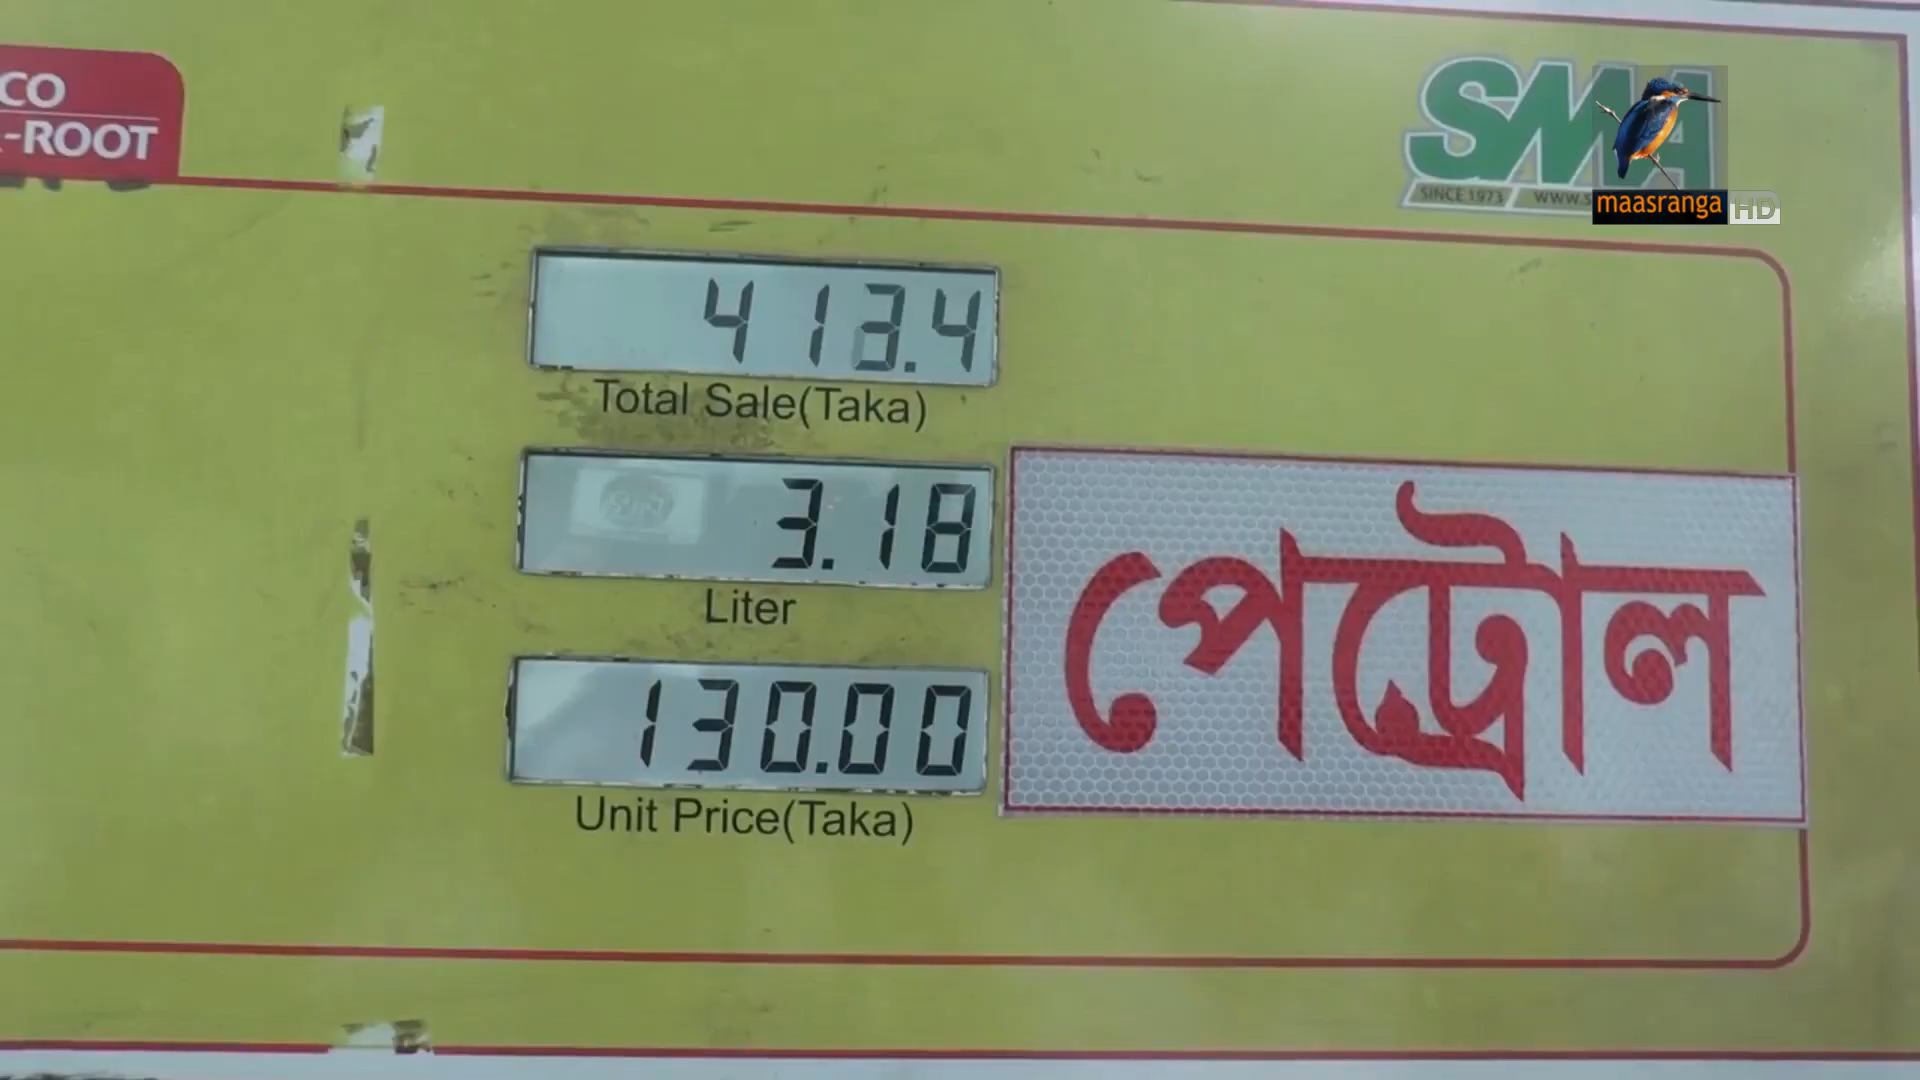 CO
-ROOT
SMA
SINCE 1973
WWW.S
maasranga
HD
413.4
Total Sale(Taka)
3.18
Liter
130.00
Unit Price(Taka)
পেট্রোল